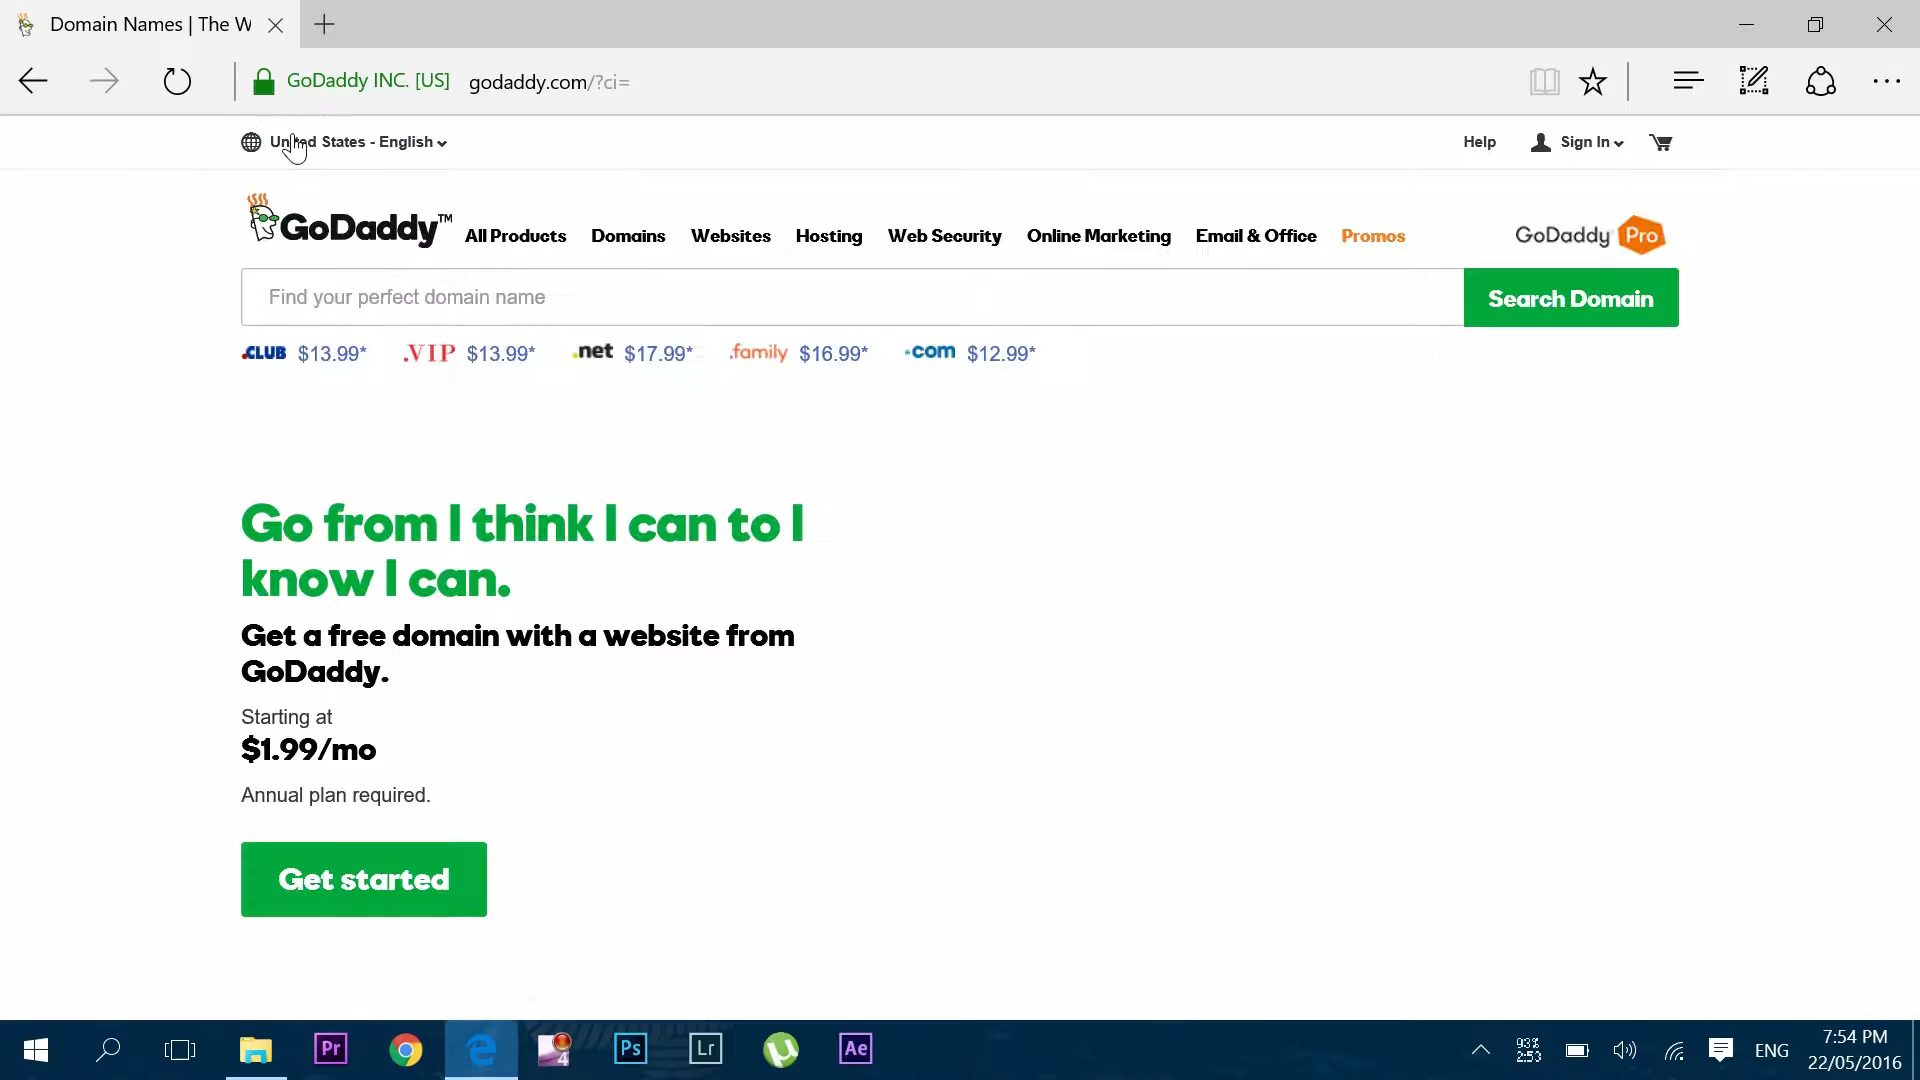 Domain Names | The W
GoDaddy INC. [US] godaddy.com/?ci=
United States - English
Help Sign In
GoDaddy™ All Products Domains Websites Hosting Web Security Online Marketing Email & Office Promos GoDaddy Pro
Find your perfect domain name Search Domain
.CLUB $13.99* .VIP $13.99* .net $17.99* .family $16.99* .com $12.99*
Go from I think I can to I
know I can.
Get a free domain with a website from
GoDaddy.
Starting at
$1.99/mo
Annual plan required.
Get started
Pr 4 Ps Lr Ae 93% 2:53 ENG 7:54 PM
22/05/2016